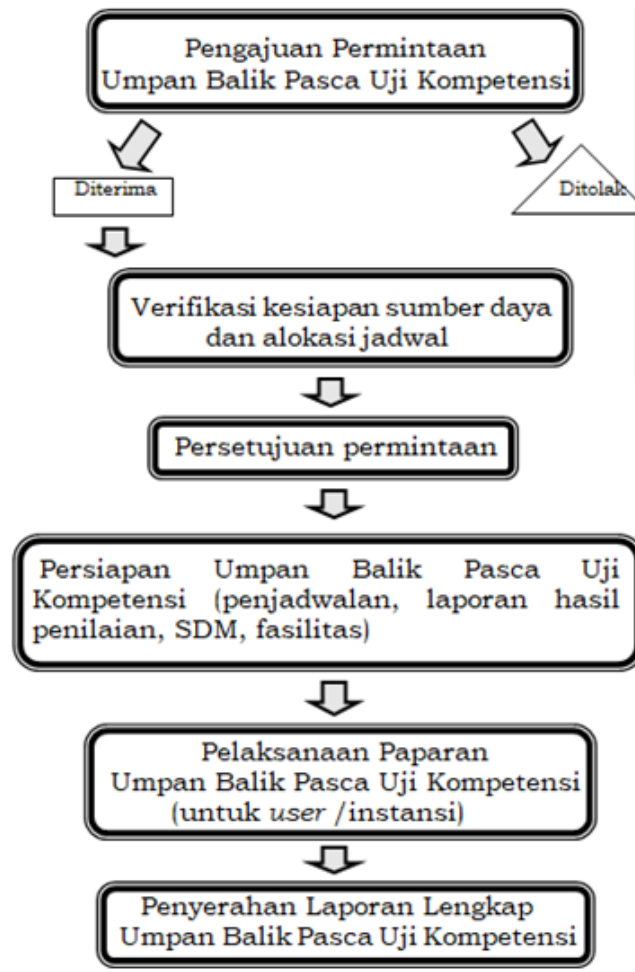 Pengajuan Permintaan
Umpan Balik Pasca Uji Kompetensi
Diterima
Ditolak
Verifikasi kesiapan sumber daya
dan alokasi jadwal
Persetujuan permintaan
Persiapan Umpan Balik Pasca Uji
Kompetensi (penjadwalan, laporan hasil
penilaian, SDM, fasilitas)
Pelaksanaan Paparan
Umpan Balik Pasca Uji Kompetensi
(untuk user /instansi)
Penyerahan Laporan Lengkap
Umpan Balik Pasca Uji Kompetensi